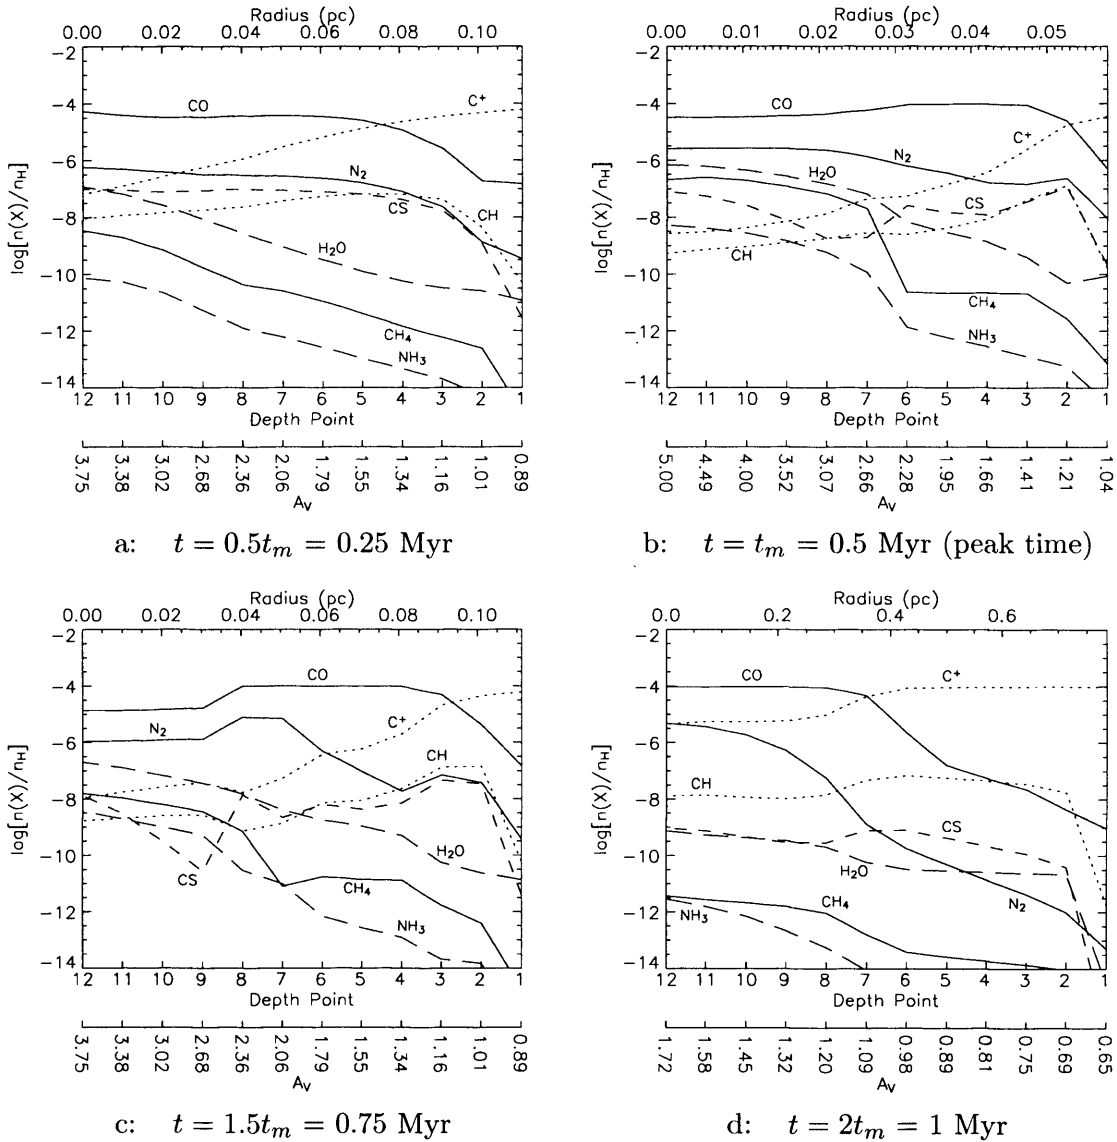 Radius (pc)
0.00 0.02 0.04 0.06 0.08 0.10
−2
−4
−6
−8
−10
−12
−14
log[n(X)/nH]
CO
C+
N2
CS
CH
H2O
CH4
NH3
12 11 10 9 8 7 6 5 4 3 2 1
Depth Point
3.75 3.38 3.02 2.68 2.36 2.06 1.79 1.55 1.34 1.16 1.01 0.89
AV
a: t = 0.5tm = 0.25 Myr
Radius (pc)
0.00 0.01 0.02 0.03 0.04 0.05
−2
−4
−6
−8
−10
−12
−14
log[n(X)/nH]
CO
C+
H2O
N2
CS
CH
CH4
NH3
12 11 10 9 8 7 6 5 4 3 2 1
Depth Point
5.00 4.49 4.00 3.52 3.07 2.66 2.28 1.95 1.66 1.41 1.21 1.04
AV
b: t = tm = 0.5 Myr (peak time)
Radius (pc)
0.00 0.02 0.04 0.06 0.08 0.10
−2
−4
−6
−8
−10
−12
−14
log[n(X)/nH]
CO
N2
C+
CH
CS
H2O
CH4
NH3
12 11 10 9 8 7 6 5 4 3 2 1
Depth Point
3.75 3.38 3.02 2.68 2.36 2.06 1.79 1.56 1.34 1.16 1.01 0.89
AV
c: t = 1.5tm = 0.75 Myr
Radius (pc)
0.0 0.2 0.4 0.6
−2
−4
−6
−8
−10
−12
−14
log[n(X)/nH]
CO
C+
CH
CS
H2O
CH4
N2
NH3
12 11 10 9 8 7 6 5 4 3 2 1
Depth Point
1.72 1.58 1.45 1.32 1.20 1.09 0.98 0.89 0.81 0.75 0.69 0.65
AV
d: t = 2tm = 1 Myr